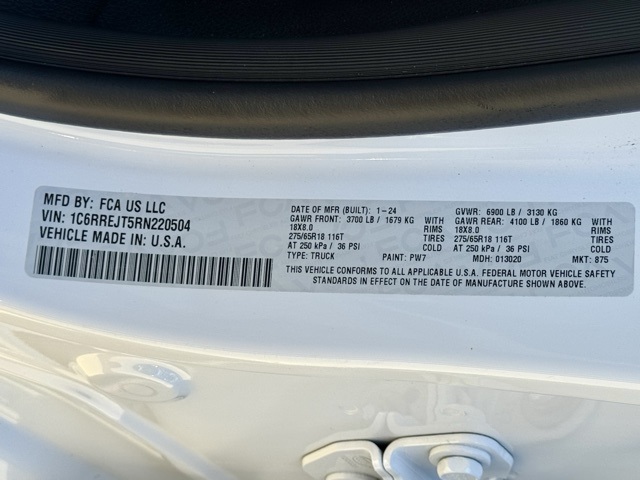 MFD BY: FCA US LLC
VIN: 1C6RREJT5RN220504
VEHICLE MADE IN: U.S.A.
DATE OF MFR (BUILT): 1-24 GVWR: 6900 LB / 3130 KG
GAWR FRONT: 3700 LB / 1679 KG GAWR REAR: 4100 LB / 1860 KG
18X8.0 RIMS 18X8.0 RIMS
275/65R18 116T TIRES 275/65R18 116T TIRES
AT 250 kPa / 36 PSI COLD AT 250 kPa / 36 PSI COLD
TYPE: TRUCK PAINT: PW7 MDH: 013020 MKT: 875
THIS VEHICLE CONFORMS TO ALL APPLICABLE U.S.A. FEDERAL MOTOR VEHICLE SAFETY
STANDARDS IN EFFECT ON THE DATE OF MANUFACTURE SHOWN ABOVE.